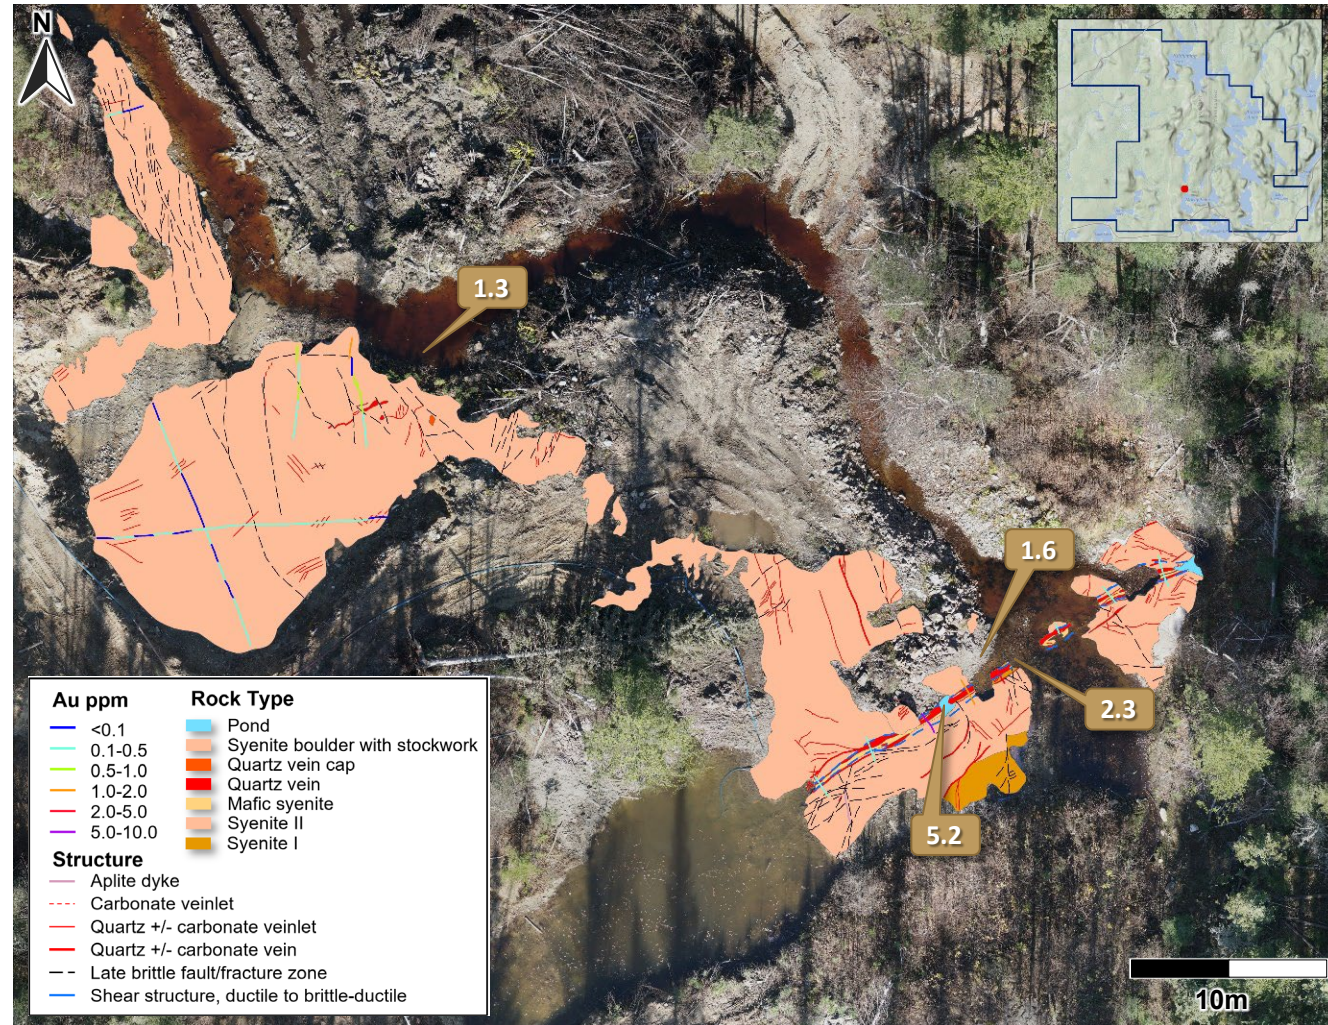 N
1.3
1.6
2.3
5.2
Au ppm
<0.1
0.1-0.5
0.5-1.0
1.0-2.0
2.0-5.0
5.0-10.0
Rock Type
Pond
Syenite boulder with stockwork
Quartz vein cap
Quartz vein
Mafic syenite
Syenite II
Syenite I
Structure
Aplite dyke
Carbonate veinlet
Quartz +/- carbonate veinlet
Quartz +/- carbonate vein
Late brittle fault/fracture zone
Shear structure, ductile to brittle-ductile
10m